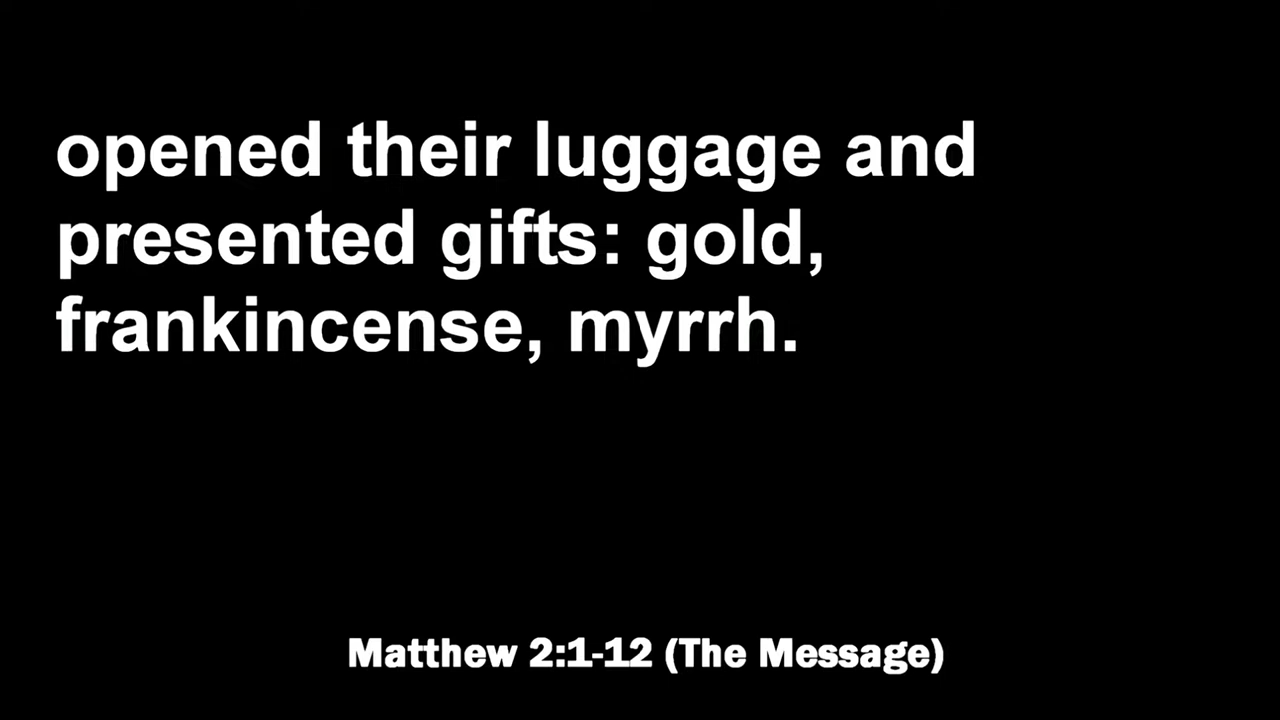 opened their luggage and
presented gifts: gold,
frankincense, myrrh.
Matthew 2:1-12 (The Message)